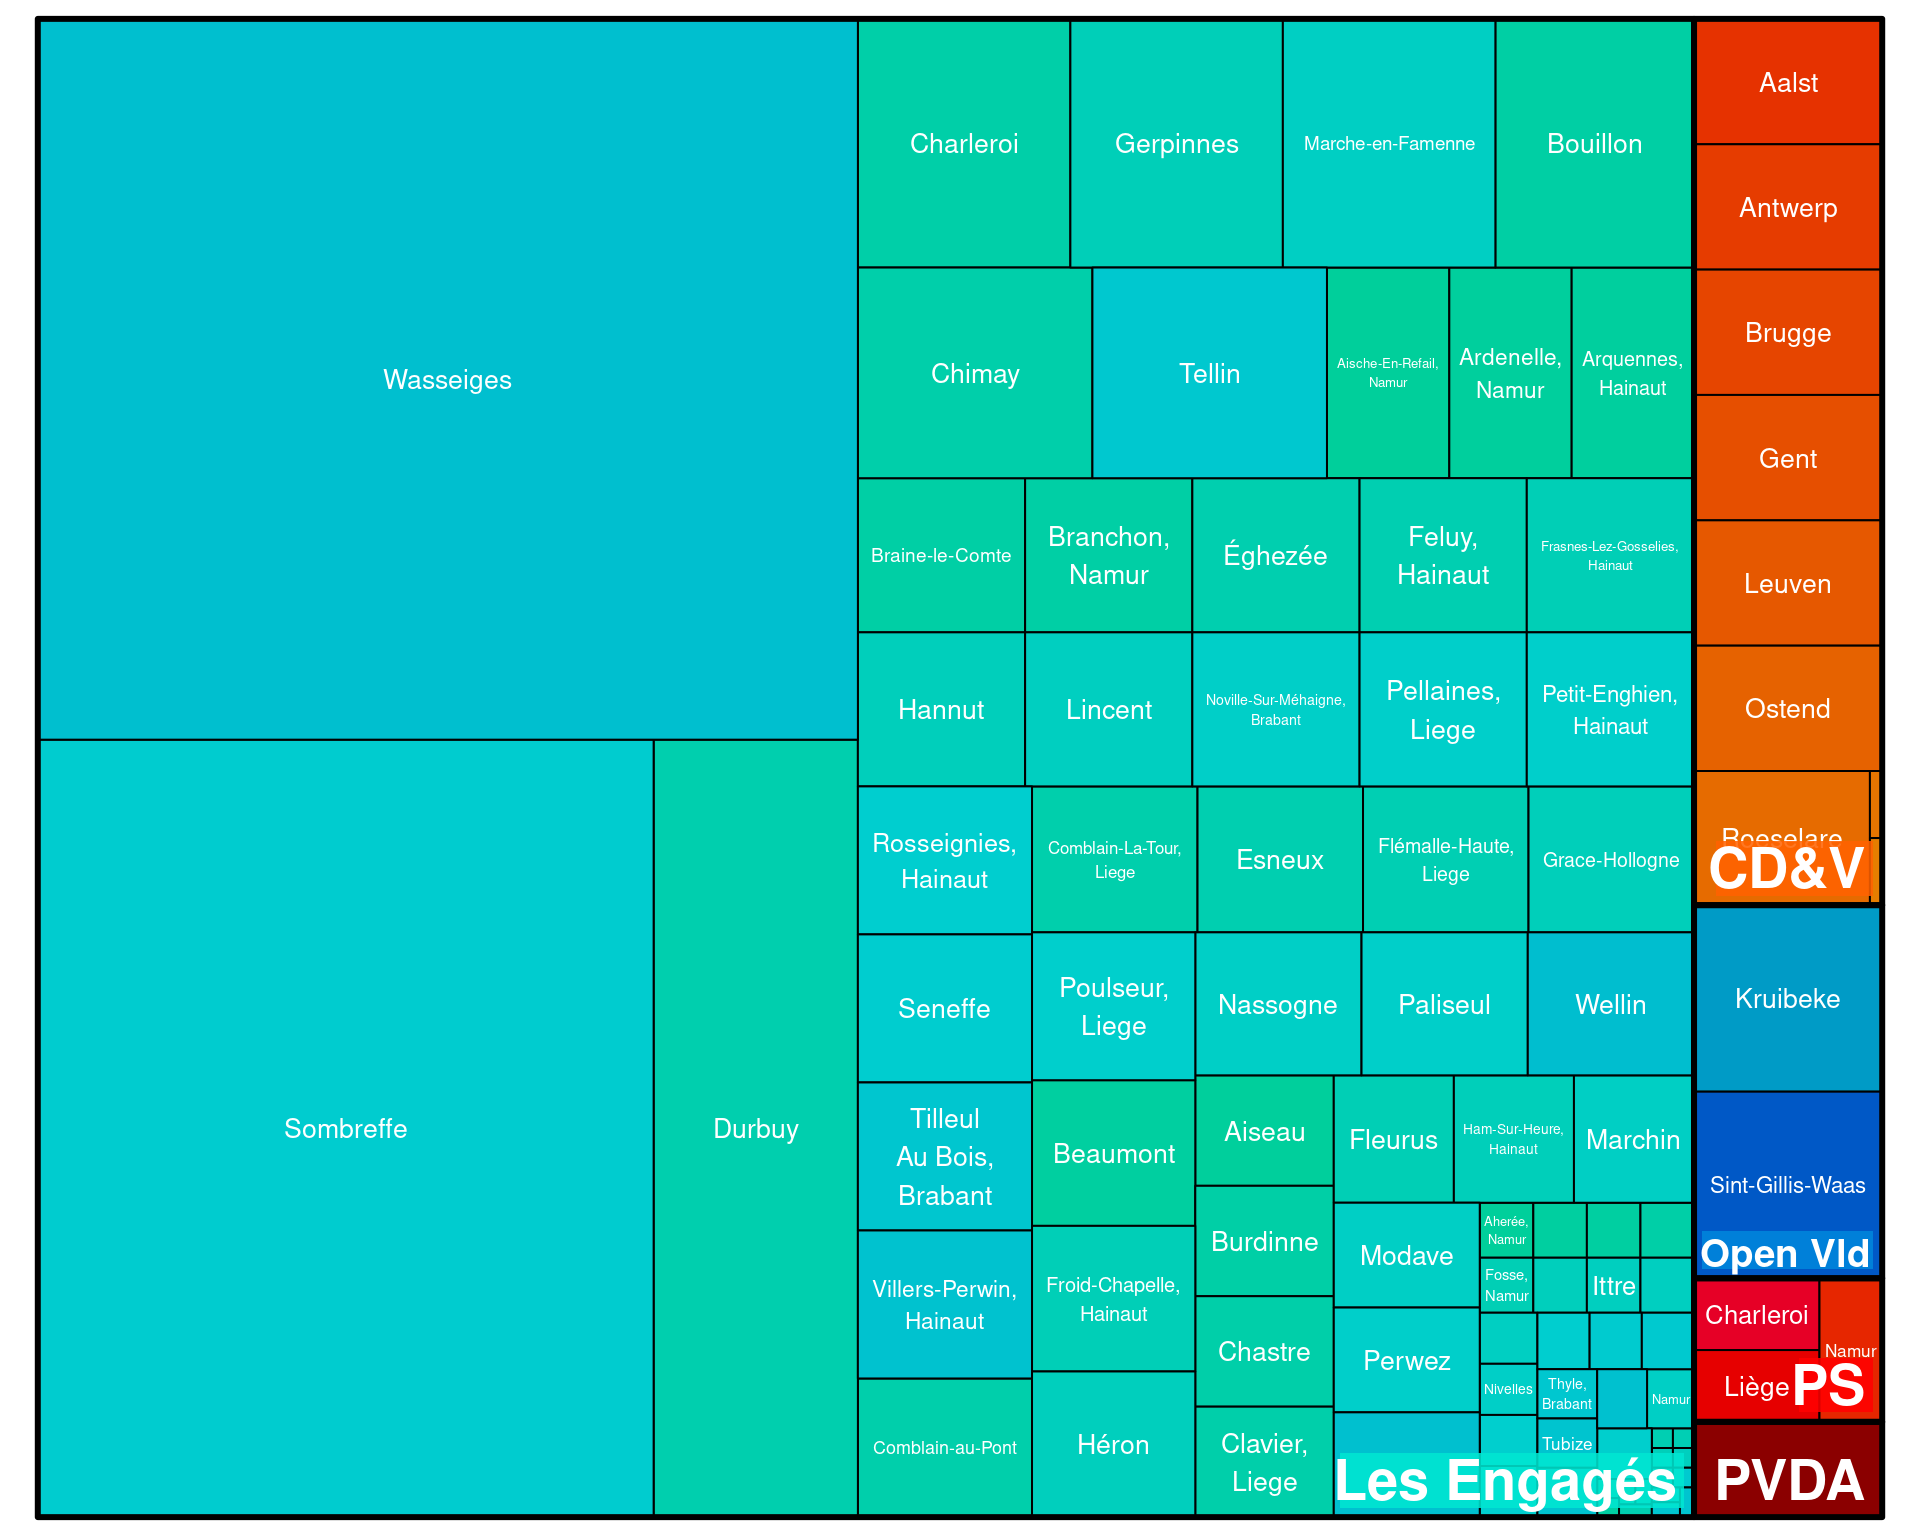 Wasseiges
Sombreffe
Durbuy
Charleroi
Gerpinnes
Marche-en-Famenne
Bouillon
Chimay
Tellin
Aische-En-Refail,
Namur
Ardenelle,
Namur
Arquennes,
Hainaut
Braine-le-Comte
Branchon,
Namur
Éghezée
Feluy,
Hainaut
Frasnes-Lez-Gosselies,
Hainaut
Hannut
Lincent
Noville-Sur-Méhaigne,
Brabant
Pellaines,
Liege
Petit-Enghien,
Hainaut
Rosseignies,
Hainaut
Comblain-La-Tour,
Liege
Esneux
Flémalle-Haute,
Liege
Grace-Hollogne
Seneffe
Poulseur,
Liege
Nassogne
Paliseul
Wellin
Tilleul
Au Bois,
Brabant
Beaumont
Aiseau
Fleurus
Ham-Sur-Heure,
Hainaut
Marchin
Villers-Perwin,
Hainaut
Froid-Chapelle,
Hainaut
Burdinne
Modave
Aherée,
Namur
Fosse,
Namur
Ittre
Chastre
Perwez
Nivelles
Thyle,
Brabant
Namur
Comblain-au-Pont
Héron
Clavier,
Liege
Tubize
Les Engagés
Aalst
Antwerp
Brugge
Gent
Leuven
Ostend
Roeselare
CD&V
Kruibeke
Sint-Gillis-Waas
Open Vld
Charleroi
Namur
Liège
PS
PVDA